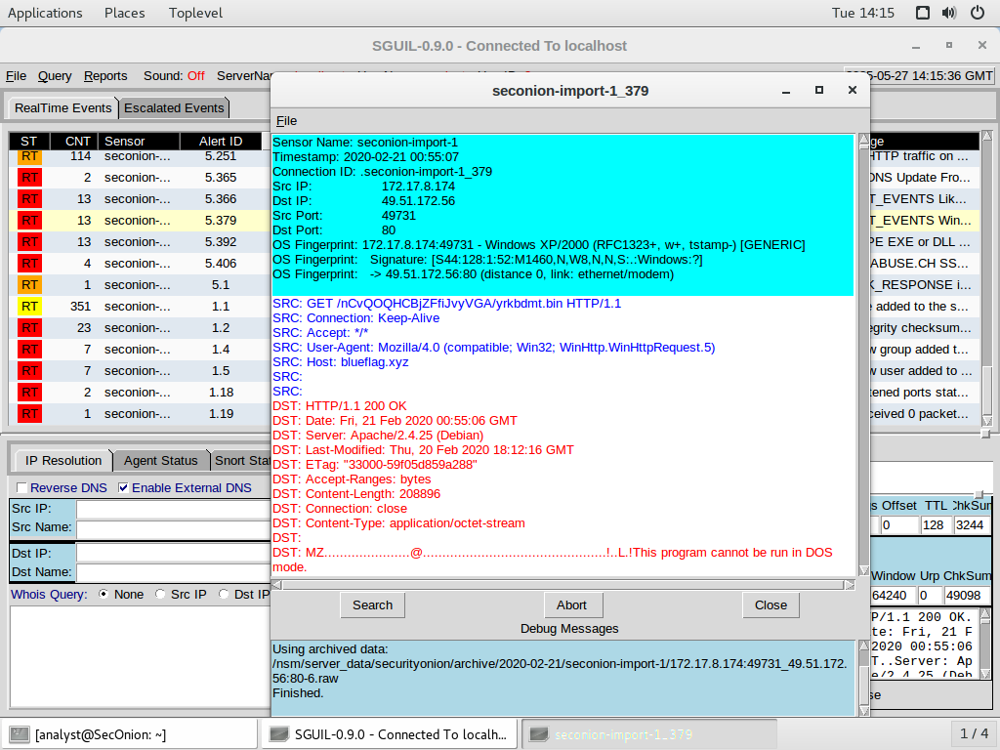 Applications Places Toplevel Tue 14:15
SGUIL-0.9.0 - Connected To localhost
File Query Reports Sound: Off 14:15:36 GMT
seconion-import-1_379
RealTime Events Escalated Events
File
ST CNT Sensor Alert ID
RT 114 seconion-... 5.251 HTTP traffic on ...
RT 2 seconion-... 5.365 NS Update Fro...
RT 13 seconion-... 5.366 T_EVENTS Lik...
RT 13 seconion-... 5.379 T_EVENTS Win...
RT 13 seconion-... 5.392 PE EXE or DLL ...
RT 4 seconion-... 5.406 ABUSE.CH SS...
RT 1 seconion-... 5.1 K_RESPONSE i...
RT 351 seconion-... 1.1 added to the s...
RT 23 seconion-... 1.2 egrity checksum...
RT 7 seconion-... 1.4 w group added t...
RT 7 seconion-... 1.5 w user added to ...
RT 2 seconion-... 1.18 tened ports stat...
RT 1 seconion-... 1.19 ceived 0 packet...
Sensor Name: seconion-import-1
Timestamp: 2020-02-21 00:55:07
Connection ID: .seconion-import-1_379
Src IP: 172.17.8.174
Dst IP: 49.51.172.56
Src Port: 49731
Dst Port: 80
OS Fingerprint: 172.17.8.174:49731 - Windows XP/2000 (RFC1323+, w+, tstamp-) [GENERIC]
OS Fingerprint: Signature: [S44:128:1:52:M1460,N,W8,N,N,S:.:Windows:?]
OS Fingerprint: -> 49.51.172.56:80 (distance 0, link: ethernet/modem)
SRC: GET /nCvQOQHCBjZFfiJvyVGA/yrkbdmt.bin HTTP/1.1
SRC: Connection: Keep-Alive
SRC: Accept: */*
SRC: User-Agent: Mozilla/4.0 (compatible; Win32; WinHttp.WinHttpRequest.5)
SRC: Host: blueflag.xyz
SRC:
SRC:
DST: HTTP/1.1 200 OK
DST: Date: Fri, 21 Feb 2020 00:55:06 GMT
DST: Server: Apache/2.4.25 (Debian)
DST: Last-Modified: Thu, 20 Feb 2020 18:12:16 GMT
DST: ETag: "33000-59f05d859a288"
DST: Accept-Ranges: bytes
DST: Content-Length: 208896
DST: Connection: close
DST: Content-Type: application/octet-stream
DST:
DST: MZ......................@...............................................!..L.!This program cannot be run in DOS
mode.
IP Resolution Agent Status Snort Stat
Reverse DNS Enable External DNS
Src IP:
Src Name:
Dst IP:
Dst Name:
Whois Query: None Src IP Dst IP
Search Abort Close
Debug Messages
Using archived data:
/nsm/server_data/securityonion/archive/2020-02-21/seconion-import-1/172.17.8.174:49731_49.51.172.
56:80-6.raw
Finished.
s Offset TTL ChkSum
0 128 3244
Window Urp ChkSum
64240 0 49098
P/1.1 200 OK.
te: Fri, 21 F
2020 00:55:06
T..Server: Ap
e/2.4.25 (Deb
se
[analyst@SecOnion: ~] SGUIL-0.9.0 - Connected To localh... seconion-import-1_379 1 / 4